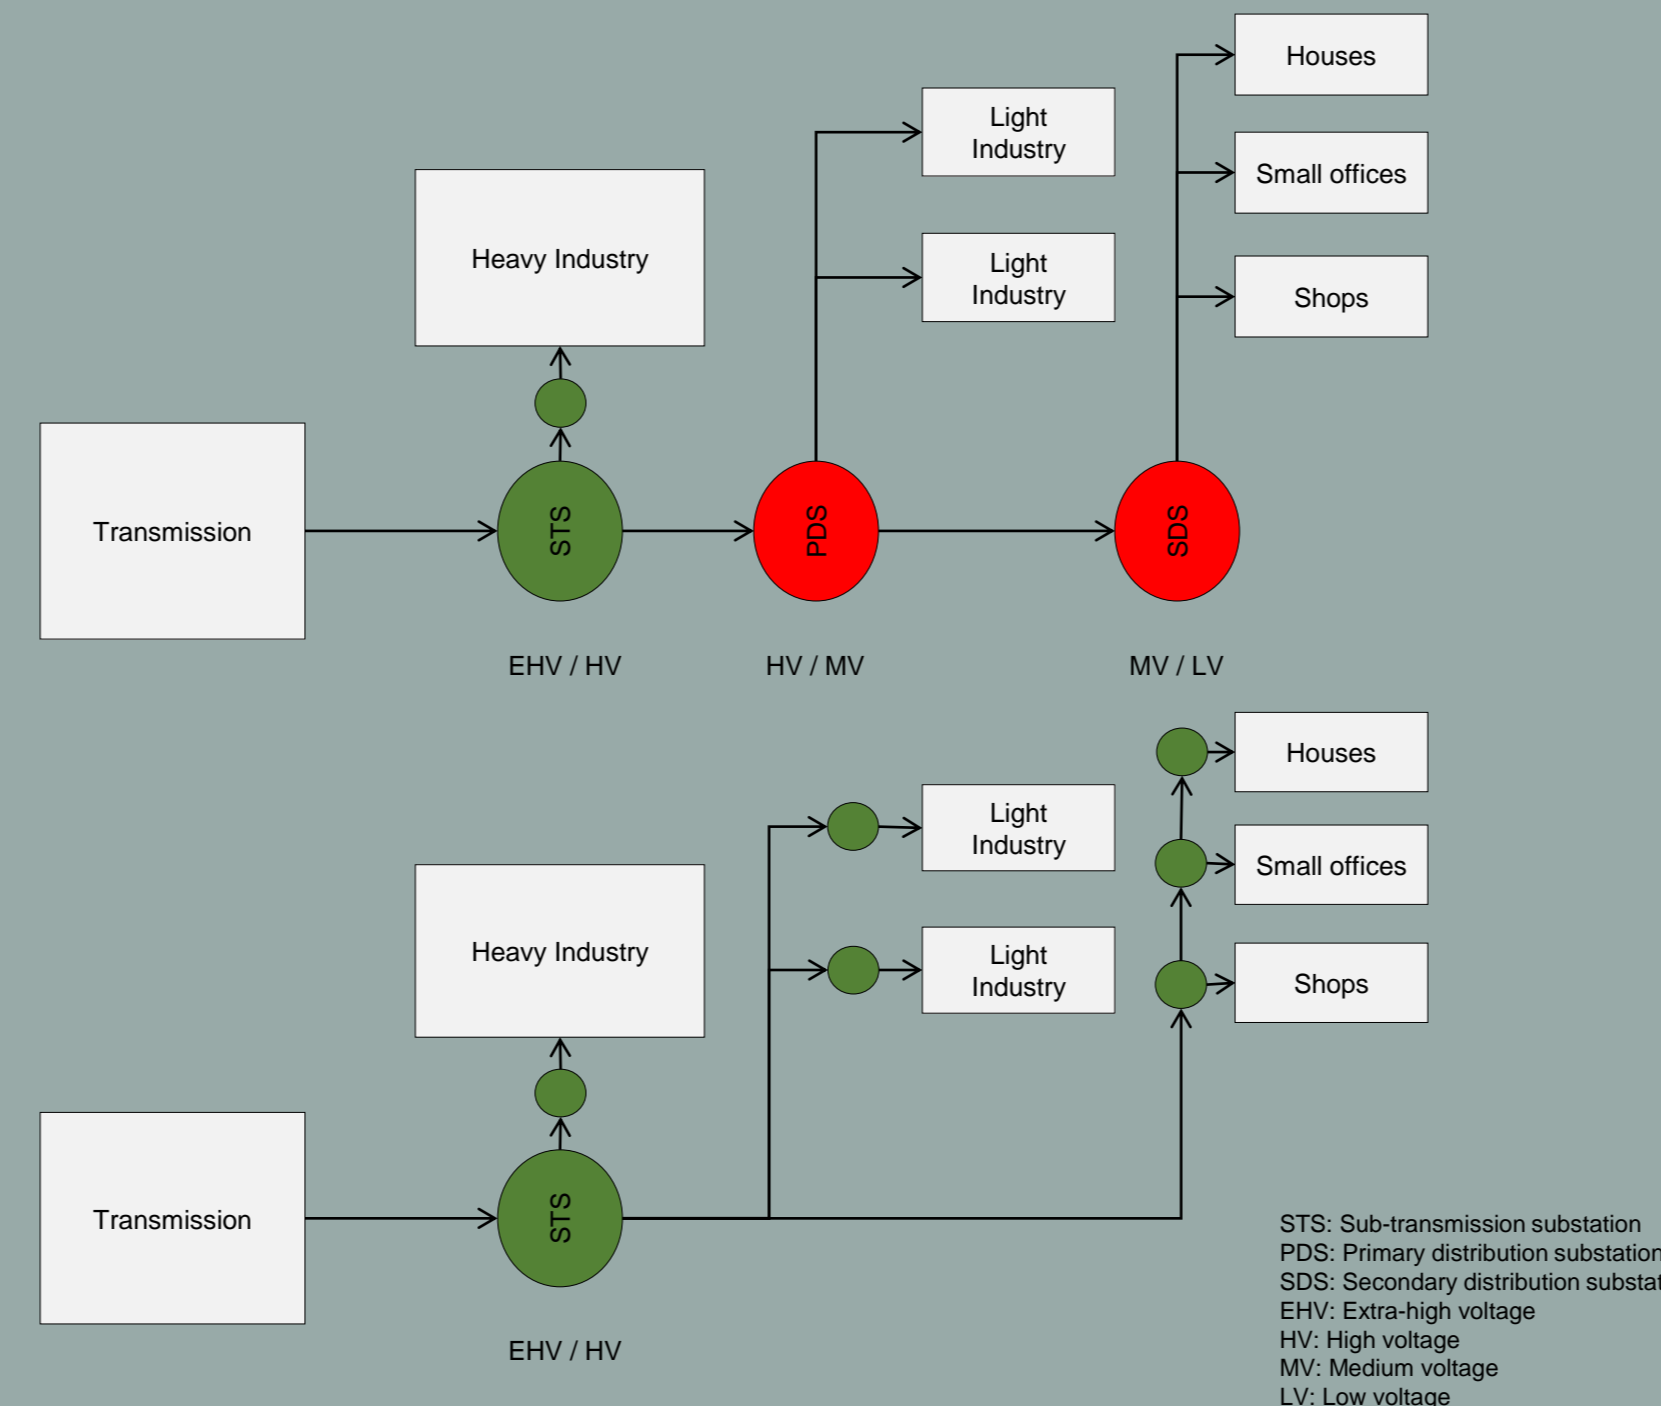 Houses
Light
Industry
Small offices
Heavy Industry
Light
Industry
Shops
Transmission
STS
PDS
SDS
EHV / HV
HV / MV
MV / LV
Houses
Light
Industry
Small offices
Heavy Industry
Light
Industry
Shops
Transmission
STS
EHV / HV
STS: Sub-transmission substation
PDS: Primary distribution substation
SDS: Secondary distribution substat
EHV: Extra-high voltage
HV: High voltage
MV: Medium voltage
LV: Low voltage